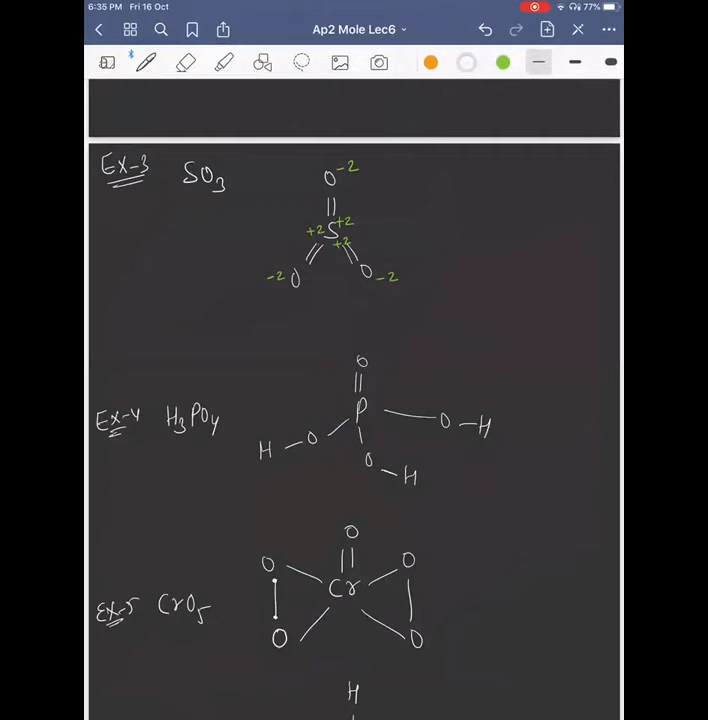 6:35 PM Fri 16 Oct 77%
Ap2 Mole Lec6
Ex-3 SO3
O -2
+2 S +2
+2
-2 O O -2
O
Ex-4 H3PO4
P
O - H
H - O
O - H
O
O Cr O
Ex-5 CrO5
O O
H